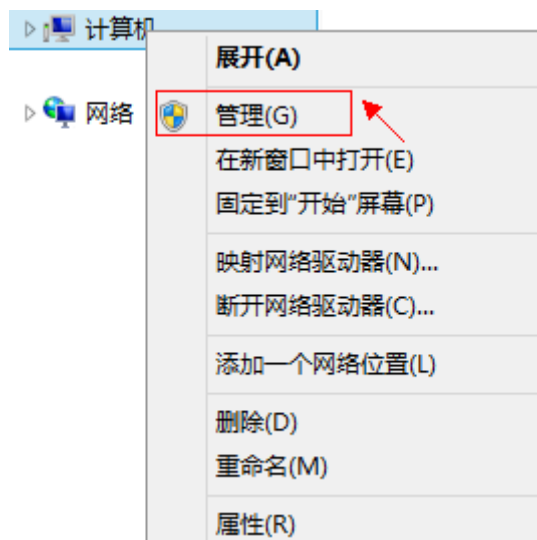 计算机
展开(A)
网络
管理(G)
在新窗口中打开(E)
固定到"开始"屏幕(P)
映射网络驱动器(N)...
断开网络驱动器(C)...
添加一个网络位置(L)
删除(D)
重命名(M)
属性(R)